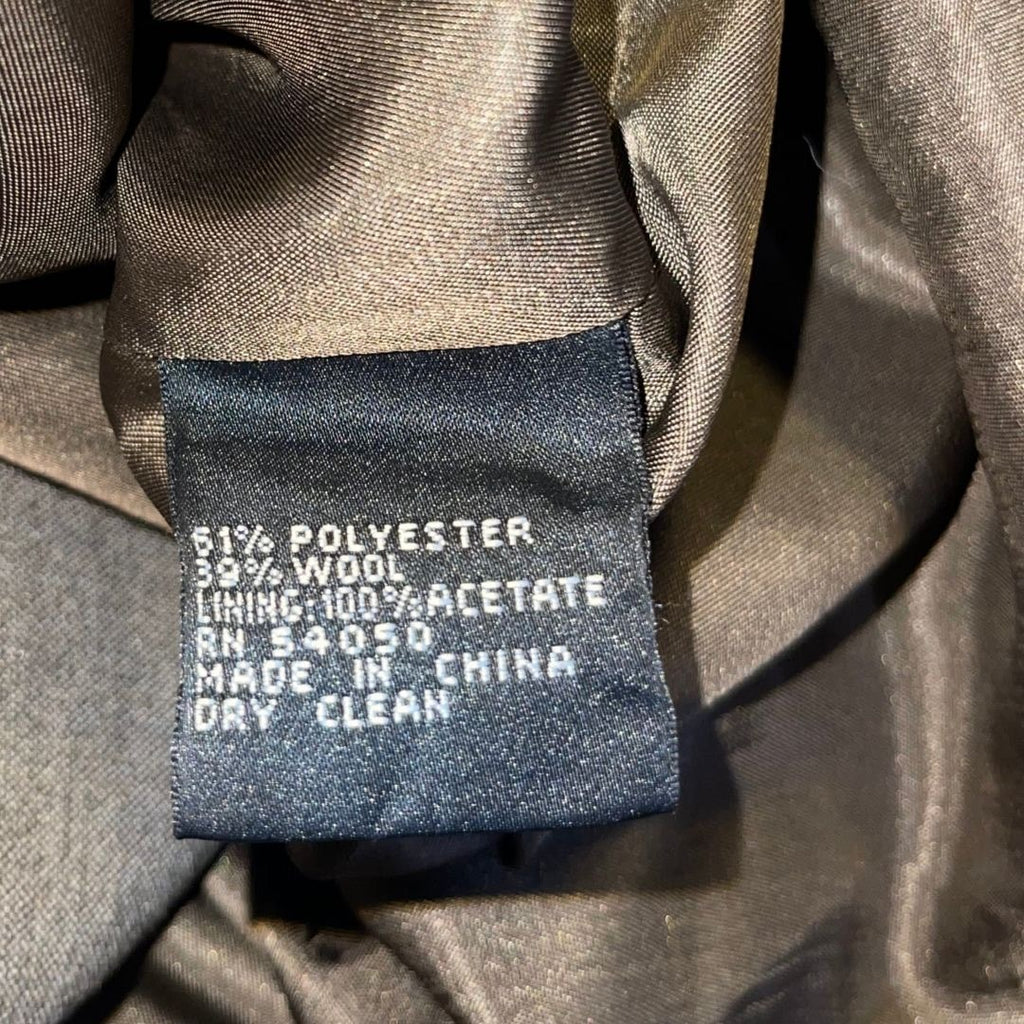 61% POLYESTER
39% WOOL
LINING:100% ACETATE
RN 54050
MADE IN CHINA
DRY CLEAN